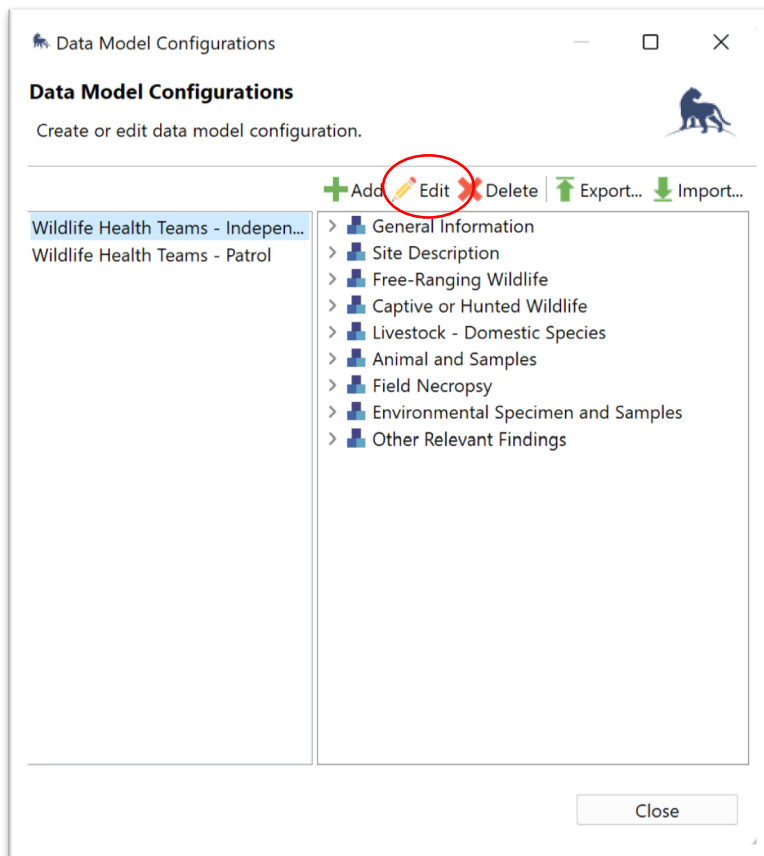 Data Model Configurations
Data Model Configurations
Create or edit data model configuration.
Add Edit Delete Export... Import...
Wildlife Health Teams - Indepen...
Wildlife Health Teams - Patrol
General Information
Site Description
Free-Ranging Wildlife
Captive or Hunted Wildlife
Livestock - Domestic Species
Animal and Samples
Field Necropsy
Environmental Specimen and Samples
Other Relevant Findings
Close